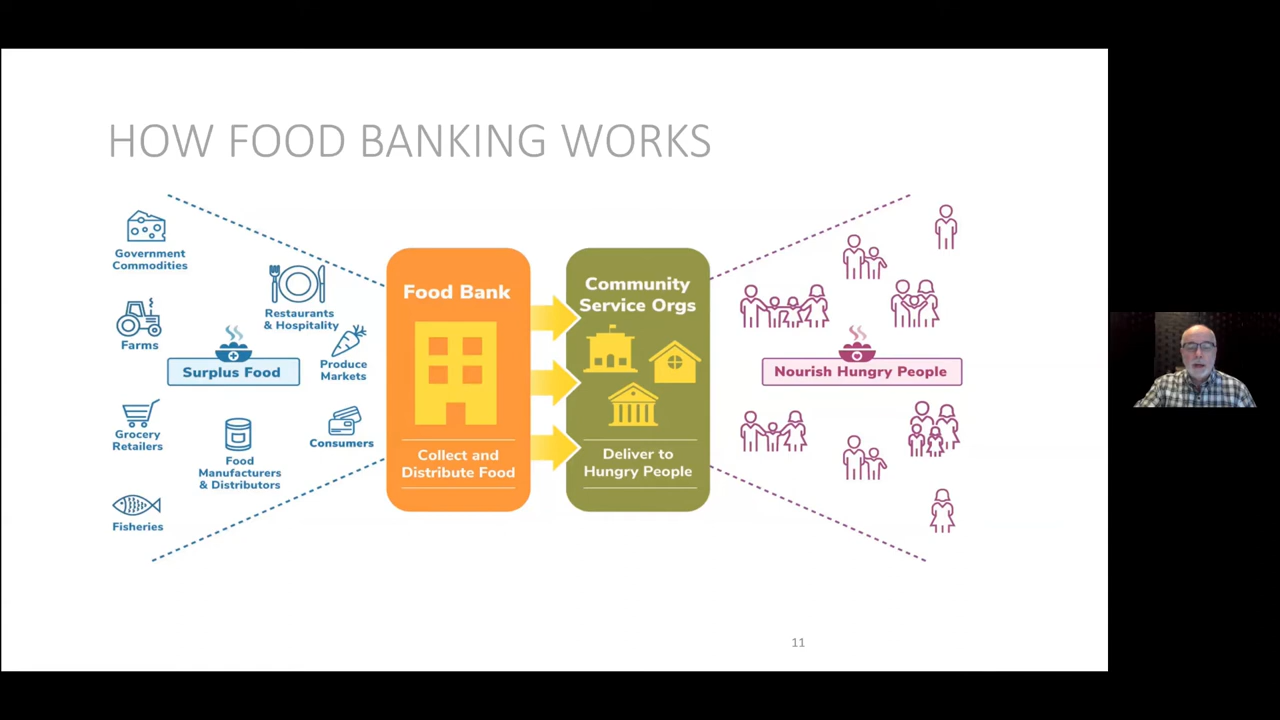 HOW FOOD BANKING WORKS
Government
Commodities
Restaurants
& Hospitality
Farms
Produce
Markets
Surplus Food
Grocery
Retailers
Food
Manufacturers
& Distributors
Consumers
Fisheries
Food Bank
Collect and
Distribute Food
Community
Service Orgs
Deliver to
Hungry People
Nourish Hungry People
11